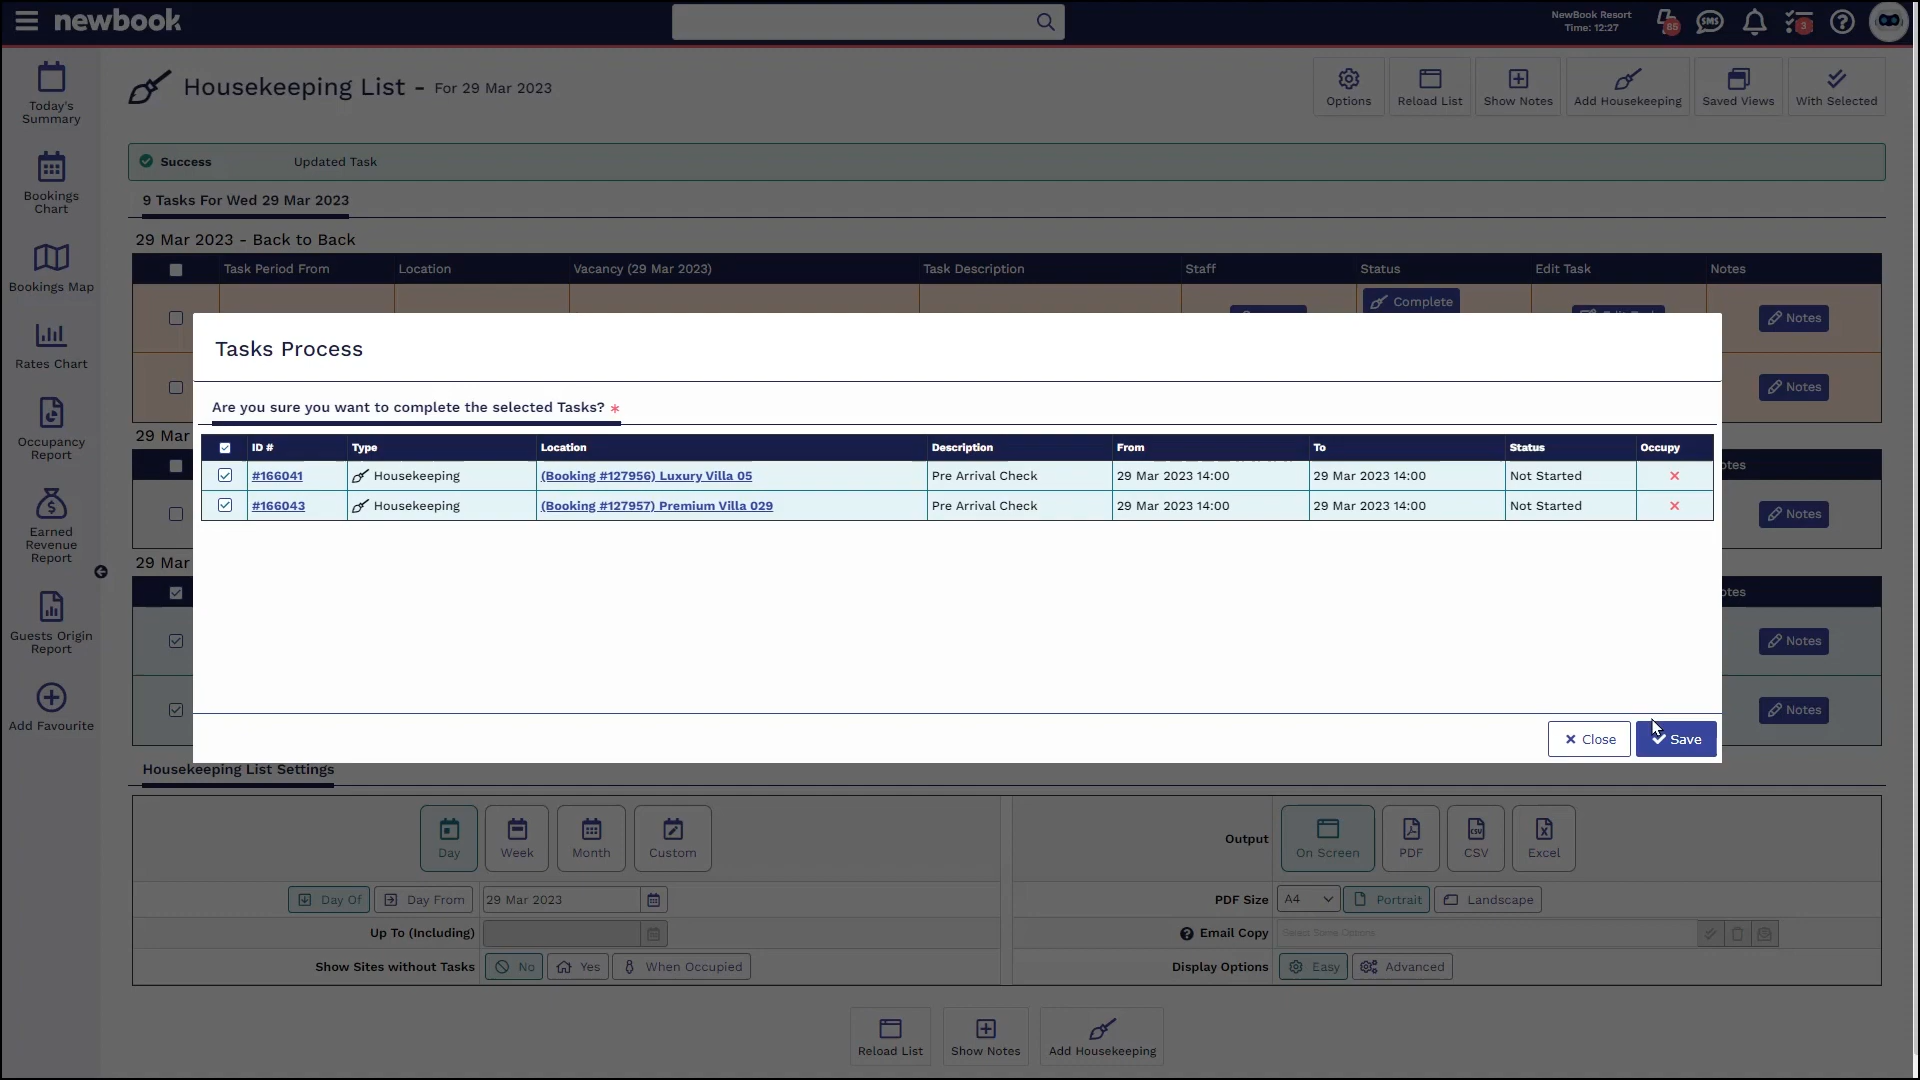 newbook
NewBook Resort
Time: 12:27
85
SMS
3
Today's
Summary
Bookings
Chart
Bookings Map
Rates Chart
Occupancy
Report
Earned
Revenue
Report
Guests Origin
Report
Add Favourite
Housekeeping List - For 29 Mar 2023
Options
Reload List
Show Notes
Add Housekeeping
Saved Views
With Selected
Success Updated Task
9 Tasks For Wed 29 Mar 2023
29 Mar 2023 - Back to Back
Task Period From Location Vacancy (29 Mar 2023) Task Description Staff Status Edit Task Notes
Complete
Notes
Notes
29 Mar
Notes
29 Mar
Notes
Notes
Tasks Process
Are you sure you want to complete the selected Tasks? *
ID # Type Location Description From To Status Occupy
#166041 Housekeeping (Booking #127956) Luxury Villa 05 Pre Arrival Check 29 Mar 2023 14:00 29 Mar 2023 14:00 Not Started
#166043 Housekeeping (Booking #127957) Premium Villa 029 Pre Arrival Check 29 Mar 2023 14:00 29 Mar 2023 14:00 Not Started
Close Save
Housekeeping List Settings
Day Week Month Custom
Day Of Day From 29 Mar 2023
Up To (Including)
Show Sites without Tasks No Yes When Occupied
Output On Screen PDF CSV Excel
PDF Size A4 Portrait Landscape
Email Copy Select Some Options
Display Options Easy Advanced
Reload List Show Notes Add Housekeeping